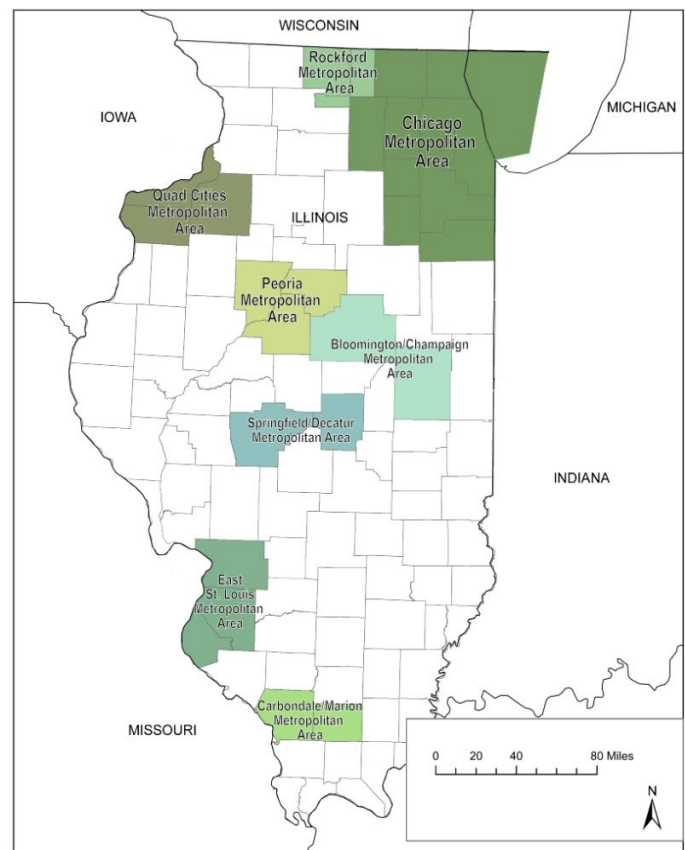 WISCONSIN
Rockford
Metropolitan
Area
MICHIGAN
IOWA
Chicago
Metropolitan
Area
Quad Cities
Metropolitan
Area
ILLINOIS
Peoria
Metropolitan
Area
Bloomington/Champaign
Metropolitan
Area
Springfield/Decatur
Metropolitan Area
INDIANA
East
St. Louis
Metropolitan
Area
Carbondale/Marion
Metropolitan
Area
MISSOURI
0 20 40 80 Miles
N